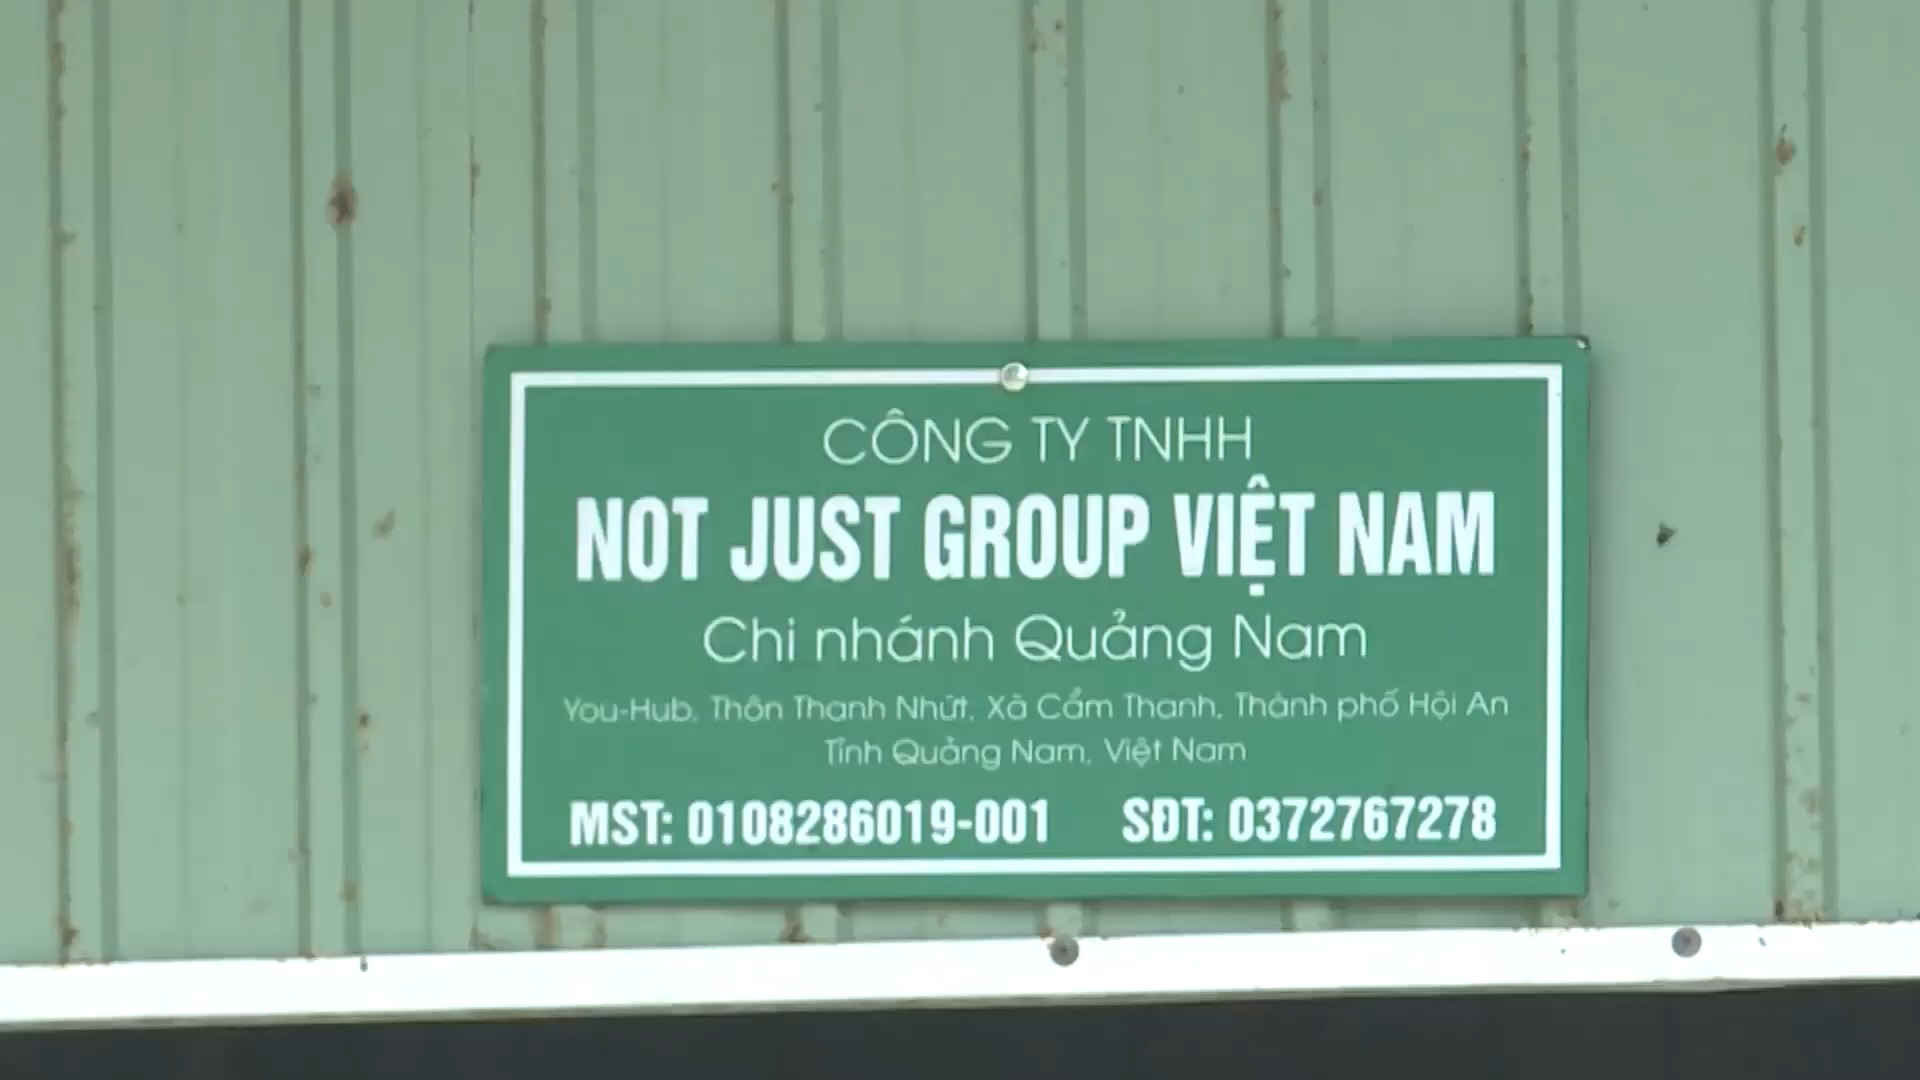 CÔNG TY TNHH
NOT JUST GROUP VIỆT NAM
Chi nhánh Quảng Nam
You-Hub, Thôn Thanh Nhứt, Xã Cẩm Thanh, Thành phố Hội An
Tỉnh Quảng Nam, Việt Nam
MST: 0108286019-001 SĐT: 0372767278